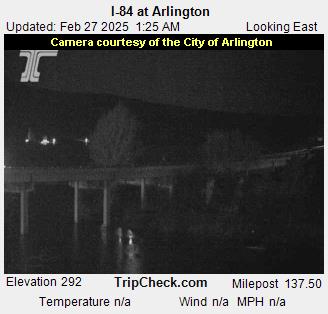 I-84 at Arlington
Updated: Feb 27 2025 1:25 AM Looking East
Camera courtesy of the City of Arlington
Elevation 292 TripCheck.com Milepost 137.50
Temperature n/a Wind n/a MPH n/a